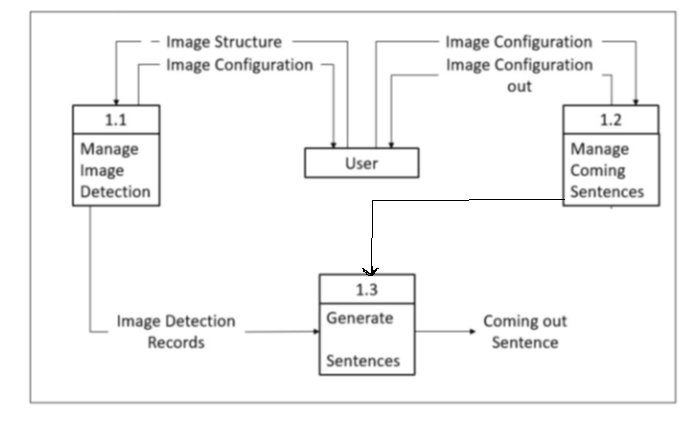 Image Structure
Image Configuration
Image Configuration
Image Configuration
out
1.1
Manage
Image
Detection
User
1.2
Manage
Coming
Sentences
1.3
Generate
Sentences
Image Detection
Records
Coming out
Sentence